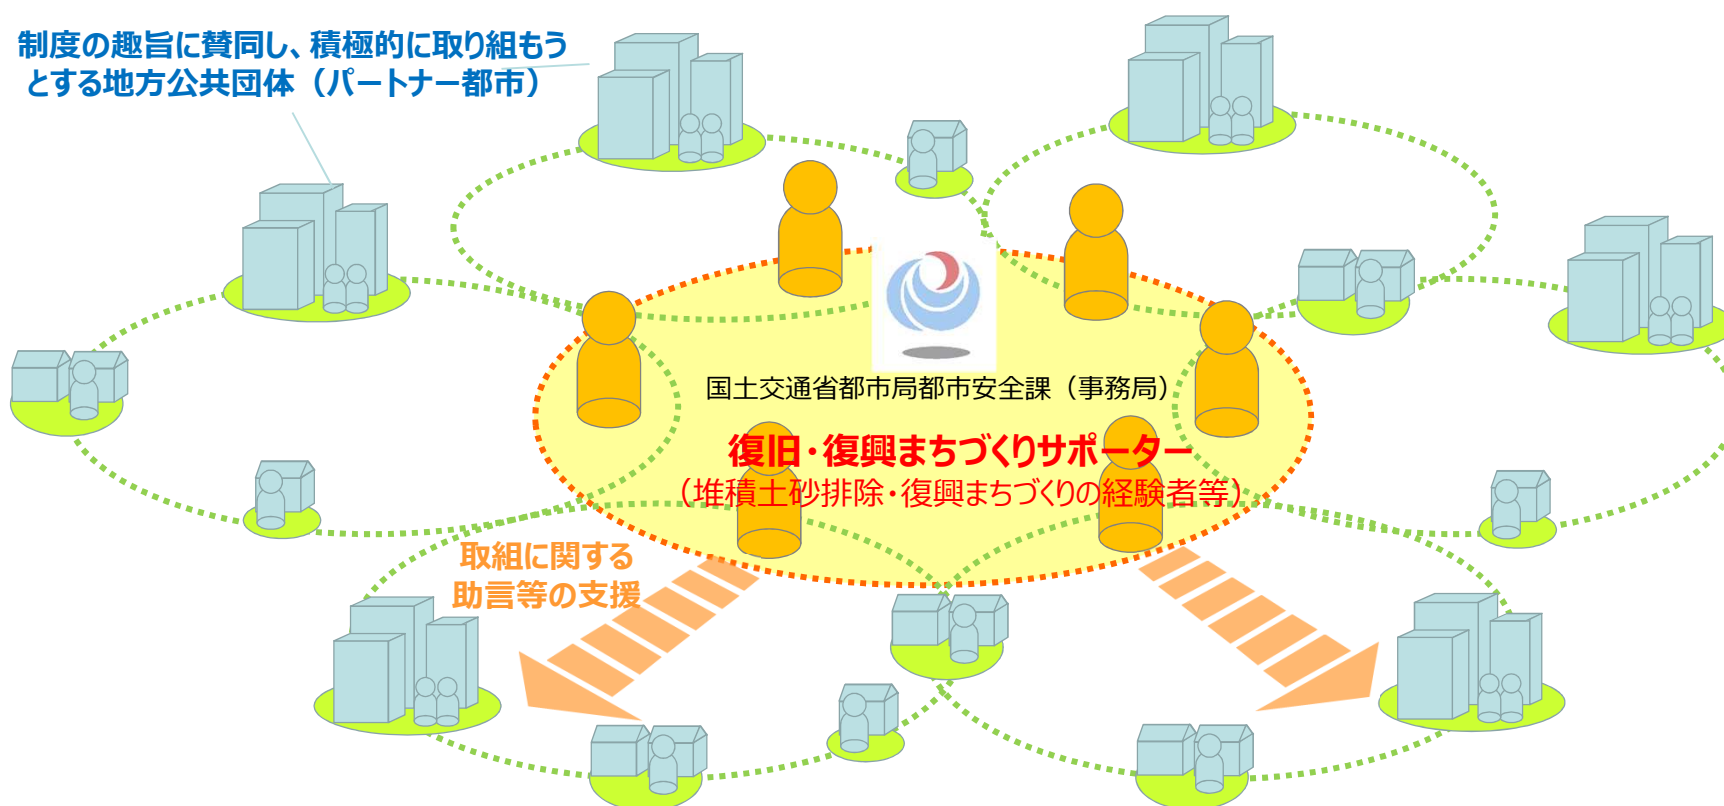 制度の趣旨に賛同し、積極的に取り組もう
とする地方公共団体（パートナー都市）
国土交通省都市局都市安全課（事務局）
復旧・復興まちづくりサポーター
（堆積土砂排除・復興まちづくりの経験者等）
取組に関する
助言等の支援